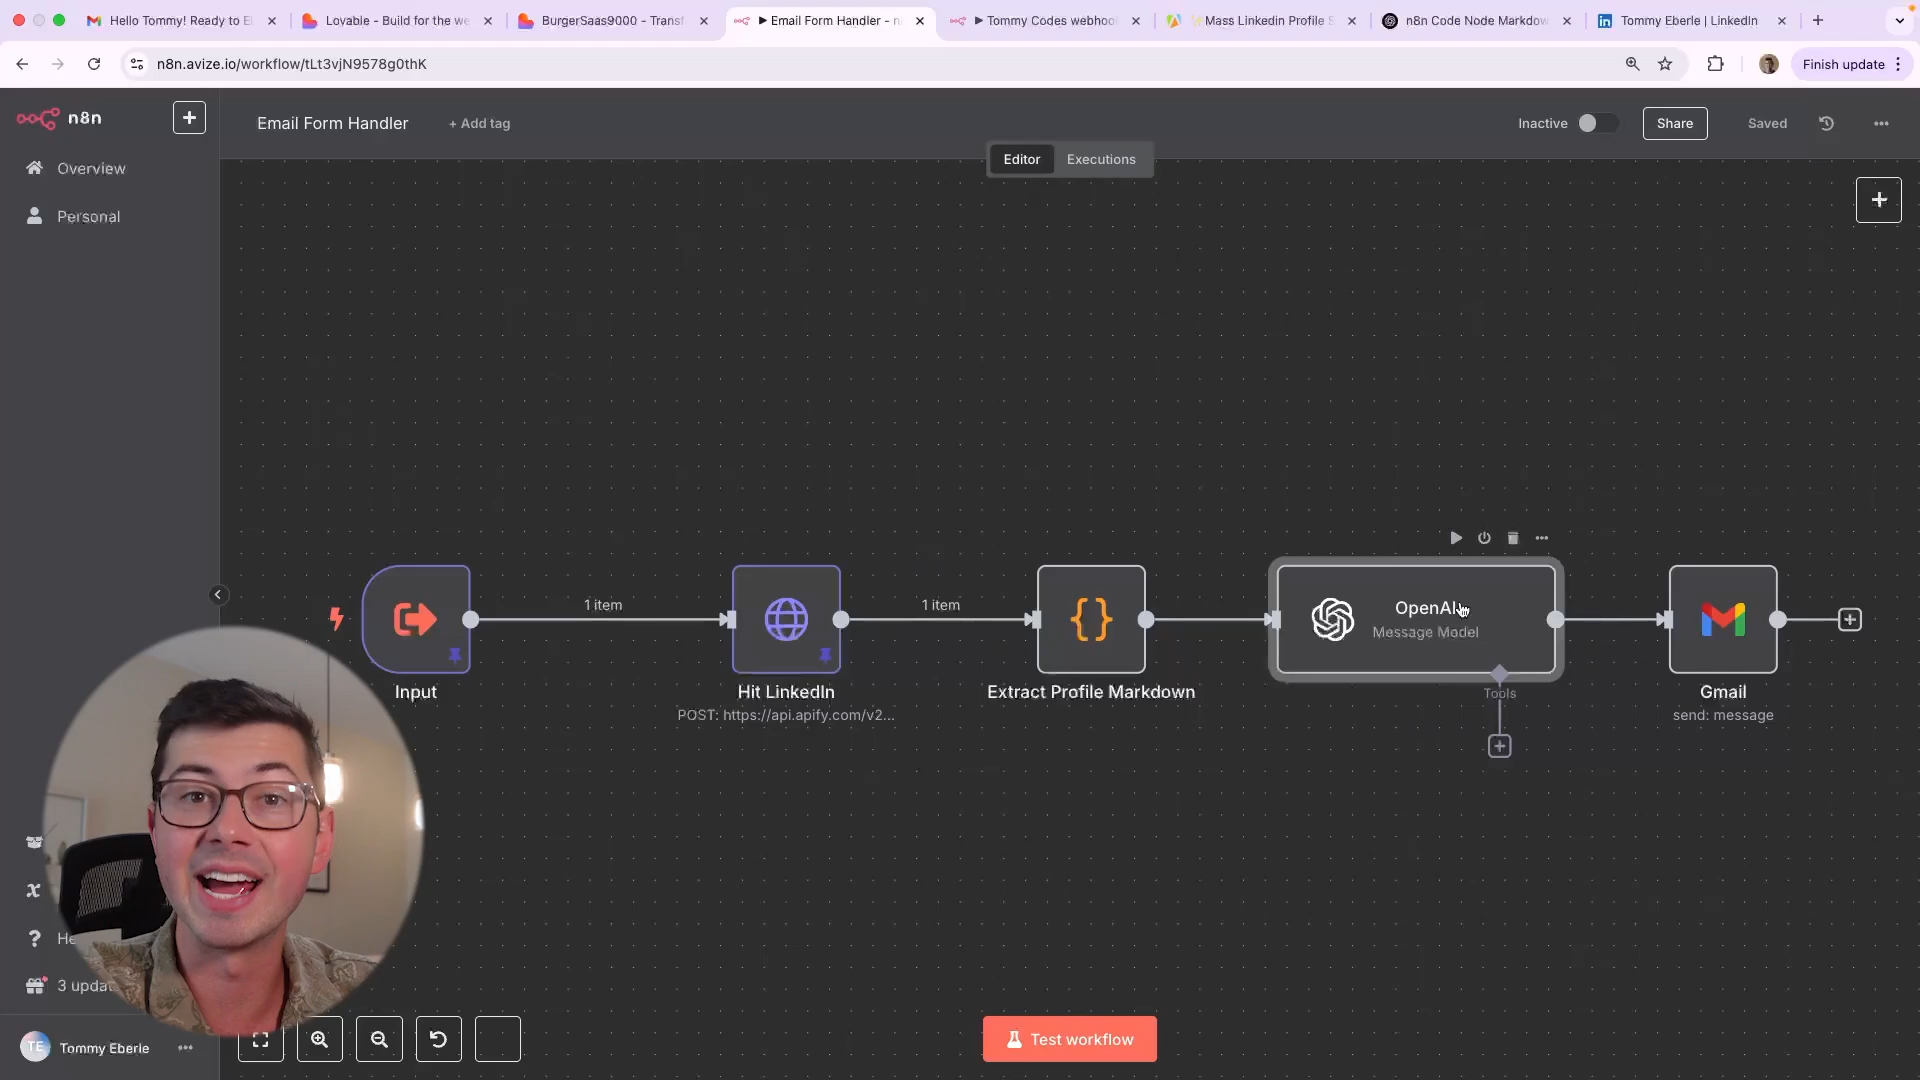 Hello Tommy! Ready to E
Lovable - Build for the we
BurgerSaas9000 - Transf
Email Form Handler - n
Tommy Codes webhoo
Mass Linkedin Profile S
n8n Code Node Markdow
Tommy Eberle | LinkedIn
n8n.avize.io/workflow/tLt3vjN9578g0thK
Finish update
n8n
Email Form Handler
+ Add tag
Inactive
Share
Saved
Editor
Executions
Overview
Personal
1 item
1 item
OpenAI
Message Model
Tools
Input
Hit LinkedIn
POST: https://api.apify.com/v2...
Extract Profile Markdown
Gmail
send: message
He
3 updat
TE
Tommy Eberle
Test workflow